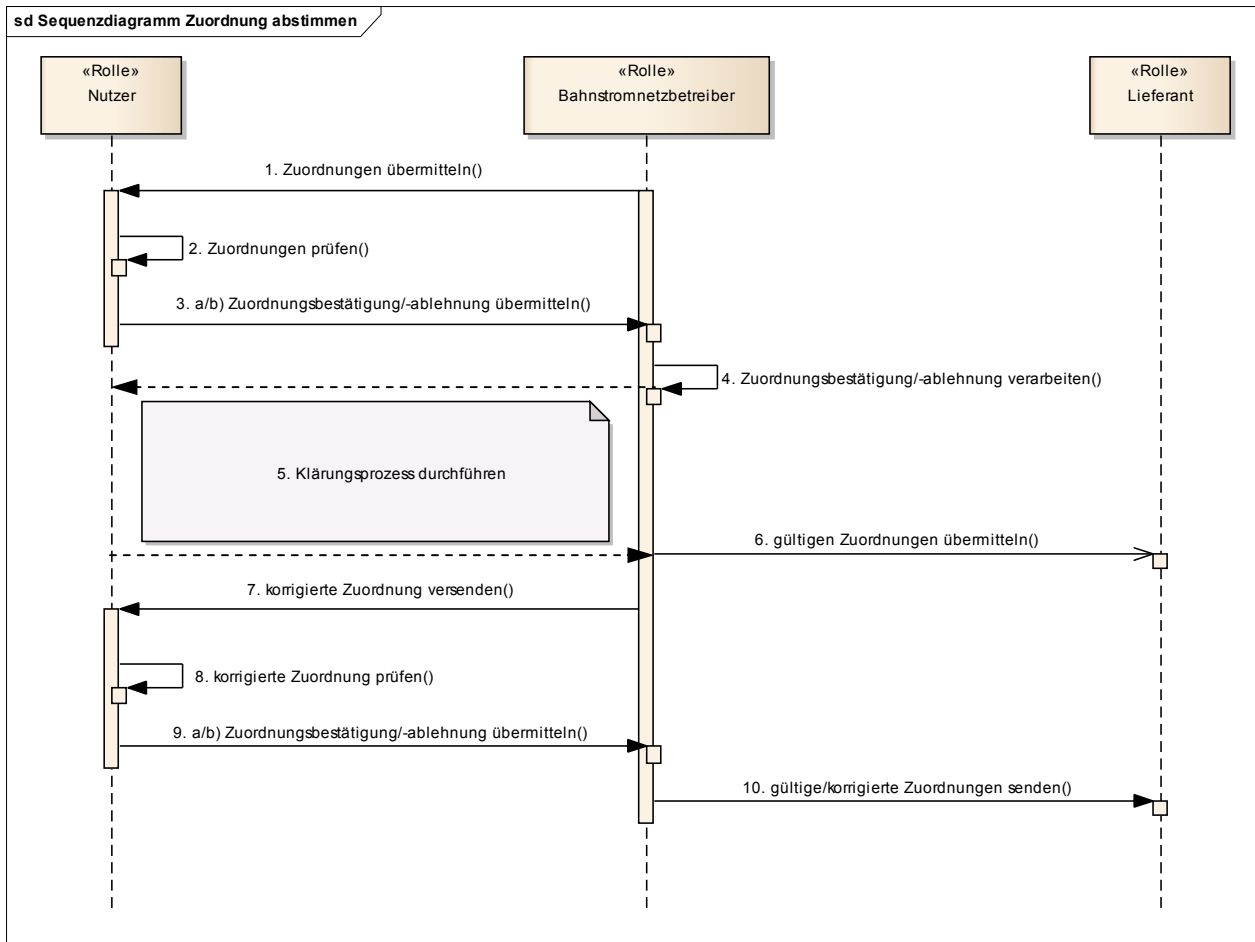 sd Sequenzdiagramm Zuordnung abstimmen
«Rolle»
Nutzer
«Rolle»
Bahnstromnetzbetreiber
«Rolle»
Lieferant
1. Zuordnungen übermitteln()
2. Zuordnungen prüfen()
3. a/b) Zuordnungsbestätigung/-ablehnung übermitteln()
4. Zuordnungsbestätigung/-ablehnung verarbeiten()
5. Klärungsprozess durchführen
6. gültigen Zuordnungen übermitteln()
7. korrigierte Zuordnung versenden()
8. korrigierte Zuordnung prüfen()
9. a/b) Zuordnungsbestätigung/-ablehnung übermitteln()
10. gültige/korrigierte Zuordnungen senden()